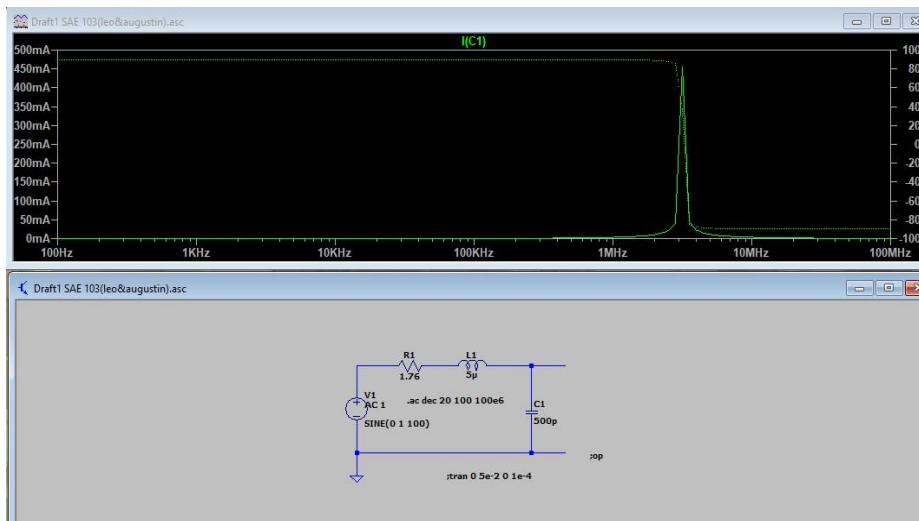 Draft1 SAE 103(leo&augustin).asc
I(C1)
500mA
450mA
400mA
350mA
300mA
250mA
200mA
150mA
100mA
50mA
0mA
100
80
60
40
20
0
-20
-40
-60
-80
-100
100Hz 1KHz 10KHz 100KHz 1MHz 10MHz 100MHz
Draft1 SAE 103(leo&augustin).asc
R1
1.76
L1
5µ
V1
AC 1
SINE(0 1 100)
.ac dec 20 100 100e6
C1
500p
;op
;tran 0 5e-2 0 1e-4